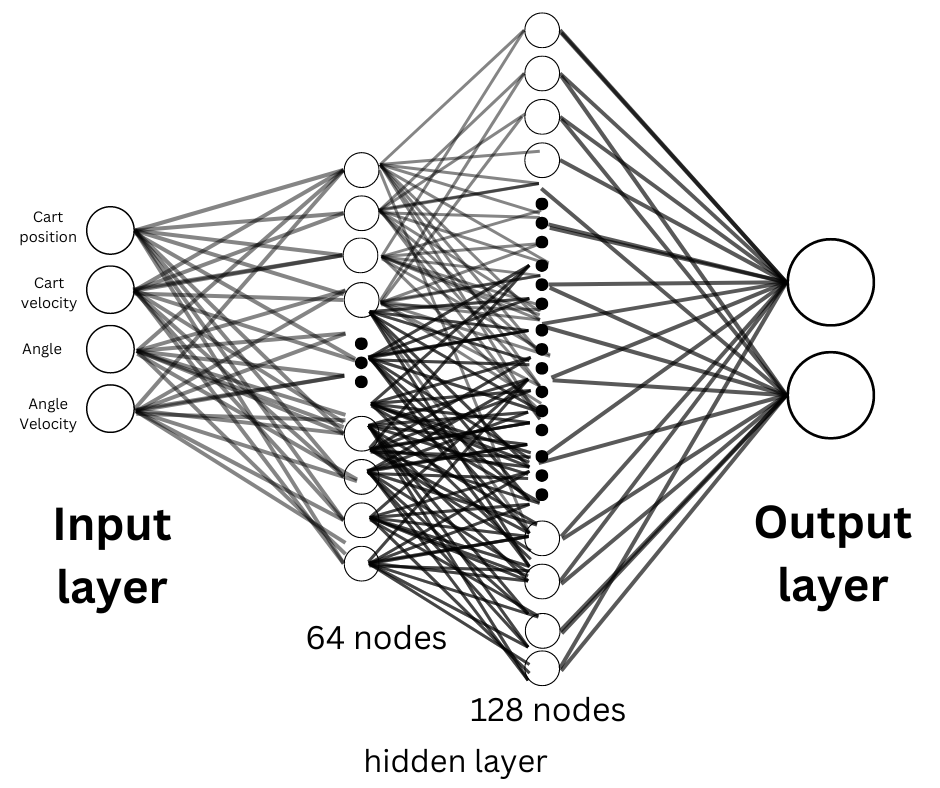 Cart
position
Cart
velocity
Angle
Angle
Velocity
Input
layer
64 nodes
128 nodes
hidden layer
Output
layer